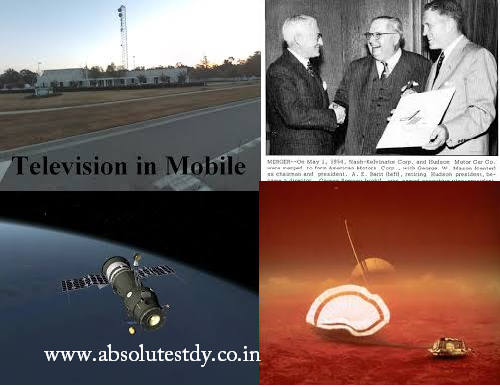 Television in Mobile
MERGER--On May 1, 1954, Nash-Kelvinator Corp. and Hudson Motor Car Co.
were merged to form American Motors Corp., with George W. Mason (center)
as chairman and president. A. E. Barit (left), retiring Hudson president, be-
www.absolutestdy.co.in